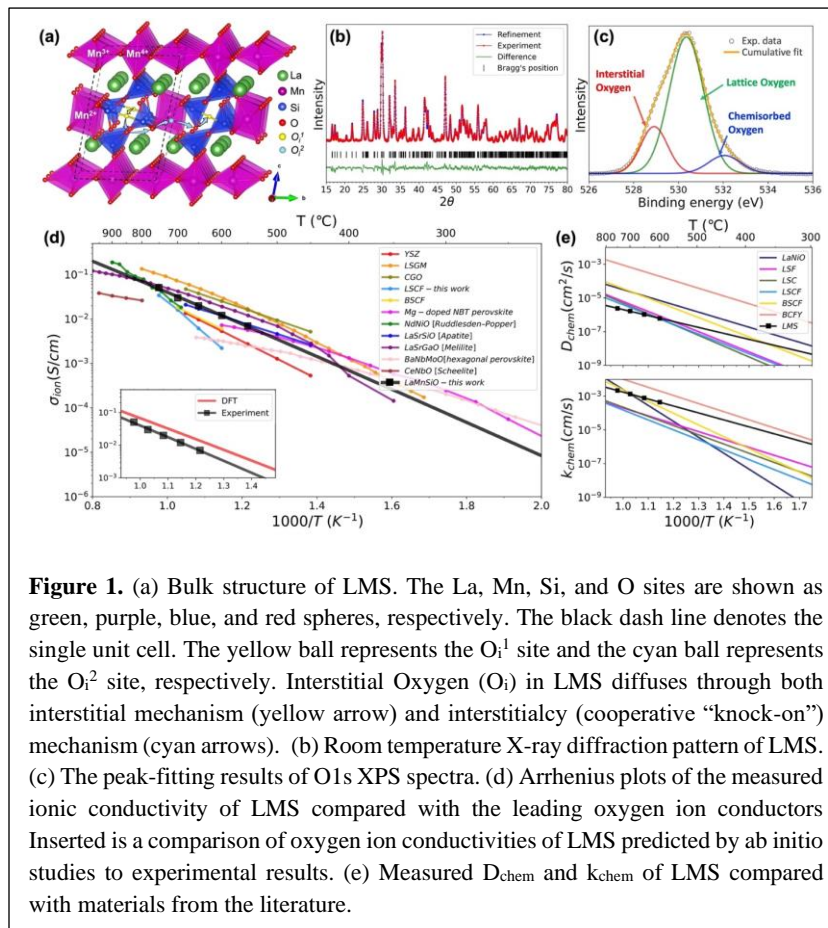 (a)
Mn3+
Mn4+
Mn2+
La
Mn
Si
O
Oi1
Oi2
c
b
(b)
Refinement
Experiment
Difference
Bragg's position
Intensity
15 20 25 30 35 40 45 50 55 60 65 70 75 80
2θ
(c)
Exp. data
Cumulative fit
Interstitial
Oxygen
Lattice Oxygen
Chemisorbed
Oxygen
Intensity
526 528 530 532 534 536
Binding energy (eV)
(d)
T (℃)
900 750 600 500 400 300
YSZ
LSGM
CGO
LSCF – this work
BSCF
Mg – doped NBT perovskite
NdNiO [Ruddlesden–Popper]
LaSrSiO [Apatite]
LaSrGaO [Melilite]
BaNbMoO[hexagonal perovskite]
CeNbO [Scheelite]
LaMnSiO – this work
σion(S/cm)
10−1
10−2
10−3
10−4
10−5
10−6
DFT
Experiment
10−1
10−2
10−3
1.0 1.1 1.2 1.3 1.4
0.8 1.0 1.2 1.4 1.6 1.8 2.0
1000/T (K−1)
(e)
T (℃)
800 700 600 500 400 300
LaNiO
LSF
LSC
LSCF
BSCF
BCFY
LMS
Dchem(cm2/s)
10−3
10−5
10−7
10−9
kchem(cm/s)
10−3
10−5
10−7
10−9
1.0 1.1 1.2 1.3 1.4 1.5 1.6 1.7
1000/T (K−1)
Figure 1. (a) Bulk structure of LMS. The La, Mn, Si, and O sites are shown as
green, purple, blue, and red spheres, respectively. The black dash line denotes the
single unit cell. The yellow ball represents the Oi1 site and the cyan ball represents
the Oi2 site, respectively. Interstitial Oxygen (Oi) in LMS diffuses through both
interstitial mechanism (yellow arrow) and interstitialcy (cooperative “knock-on”)
mechanism (cyan arrows). (b) Room temperature X-ray diffraction pattern of LMS.
(c) The peak-fitting results of O1s XPS spectra. (d) Arrhenius plots of the measured
ionic conductivity of LMS compared with the leading oxygen ion conductors
Inserted is a comparison of oxygen ion conductivities of LMS predicted by ab initio
studies to experimental results. (e) Measured Dchem and kchem of LMS compared
with materials from the literature.